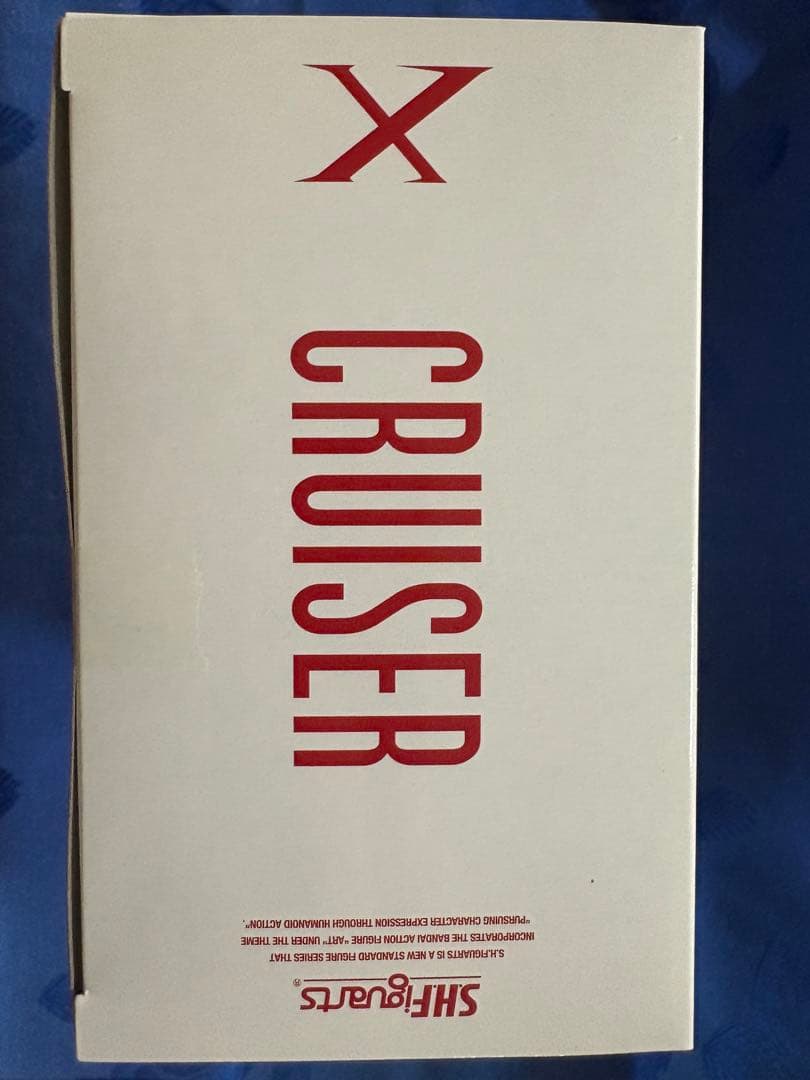 X
CRUISER
S.H.Figuarts®
S.H.FIGUARTS IS A NEW STANDARD FIGURE SERIES THAT
INCORPORATES THE BANDAI ACTION FIGURE "ART" UNDER THE THEME
"PURSUING CHARACTER EXPRESSION THROUGH HUMANOID ACTION".